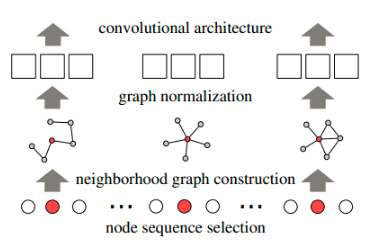 convolutional architecture
graph normalization
neighborhood graph construction
... ...
node sequence selection